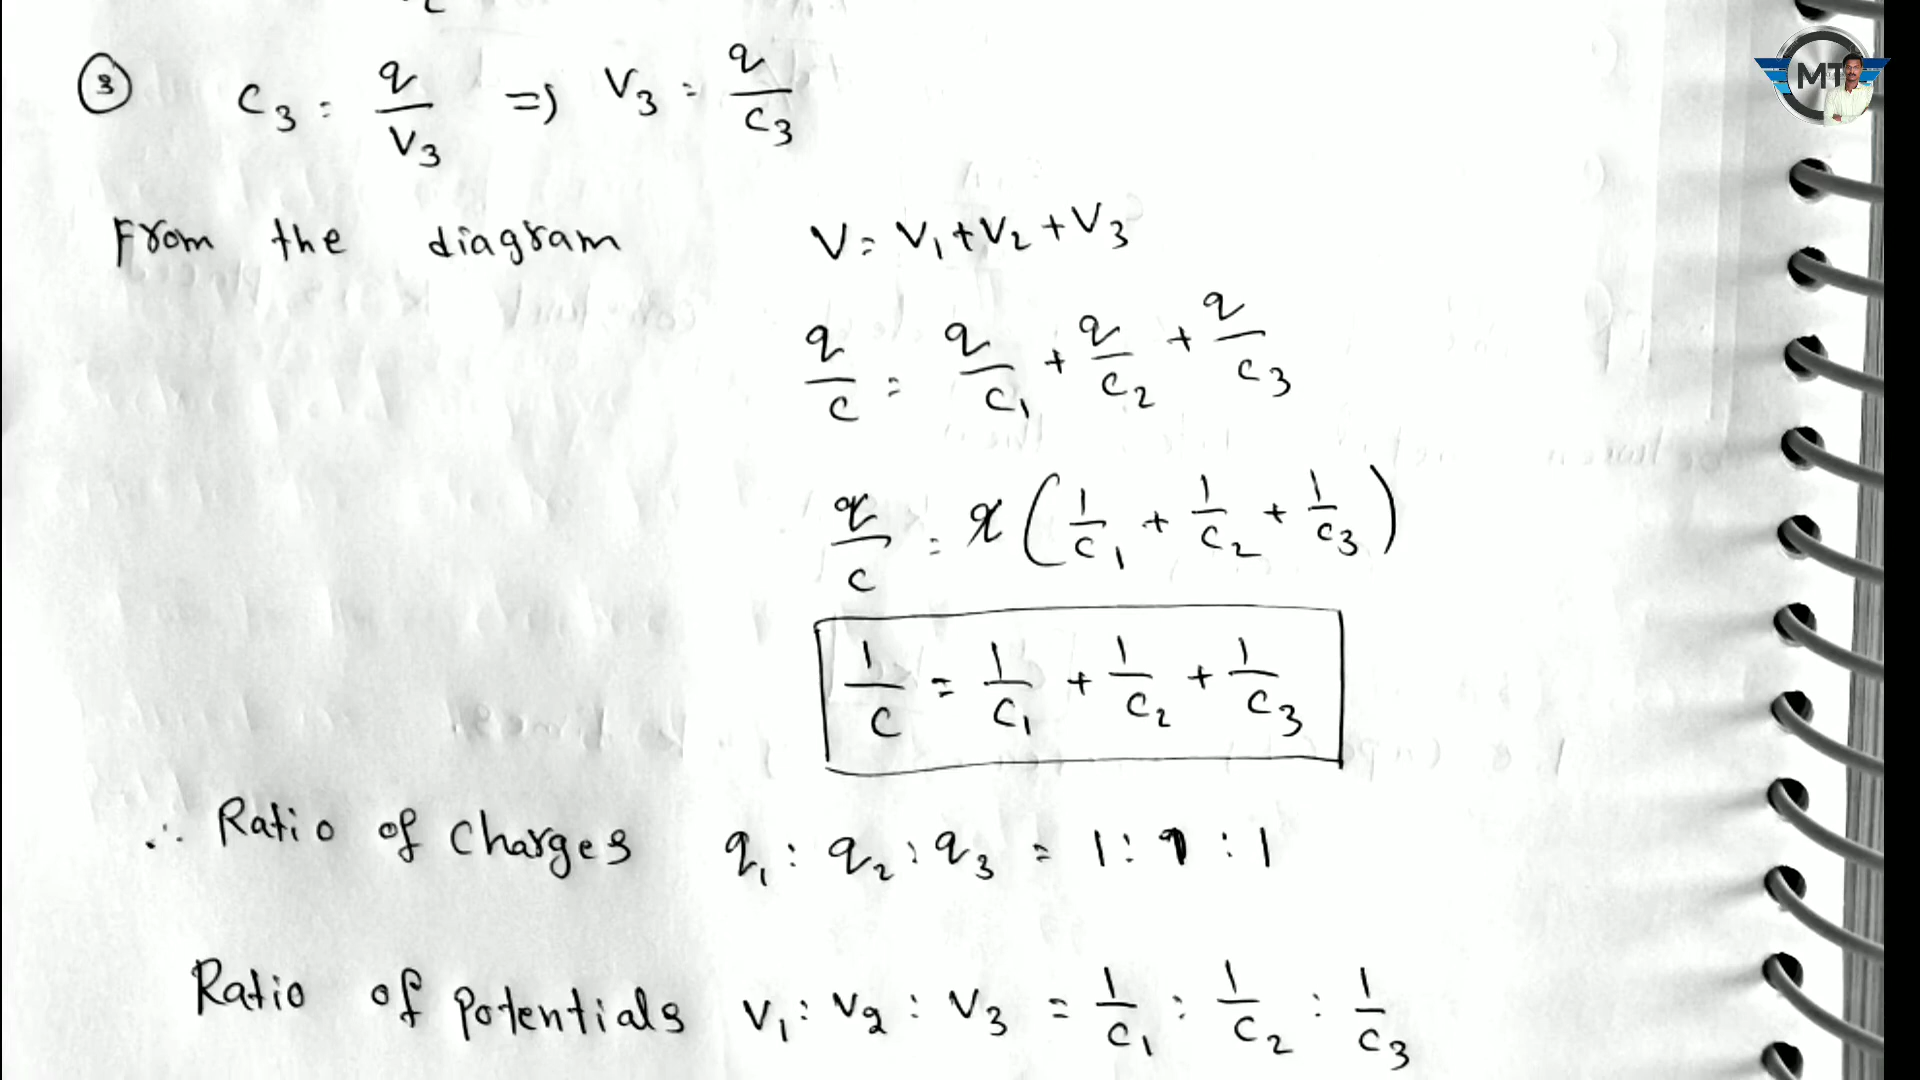 ③ C₃ = q/V₃ => V₃ = q/C₃
MT
From the diagram V = V₁ + V₂ + V₃
q/C = q/C₁ + q/C₂ + q/C₃
q/C = q (1/C₁ + 1/C₂ + 1/C₃)
1/C = 1/C₁ + 1/C₂ + 1/C₃
∴ Ratio of Charges q₁ : q₂ : q₃ = 1 : 1 : 1
Ratio of Potentials V₁ : V₂ : V₃ = 1/C₁ : 1/C₂ : 1/C₃